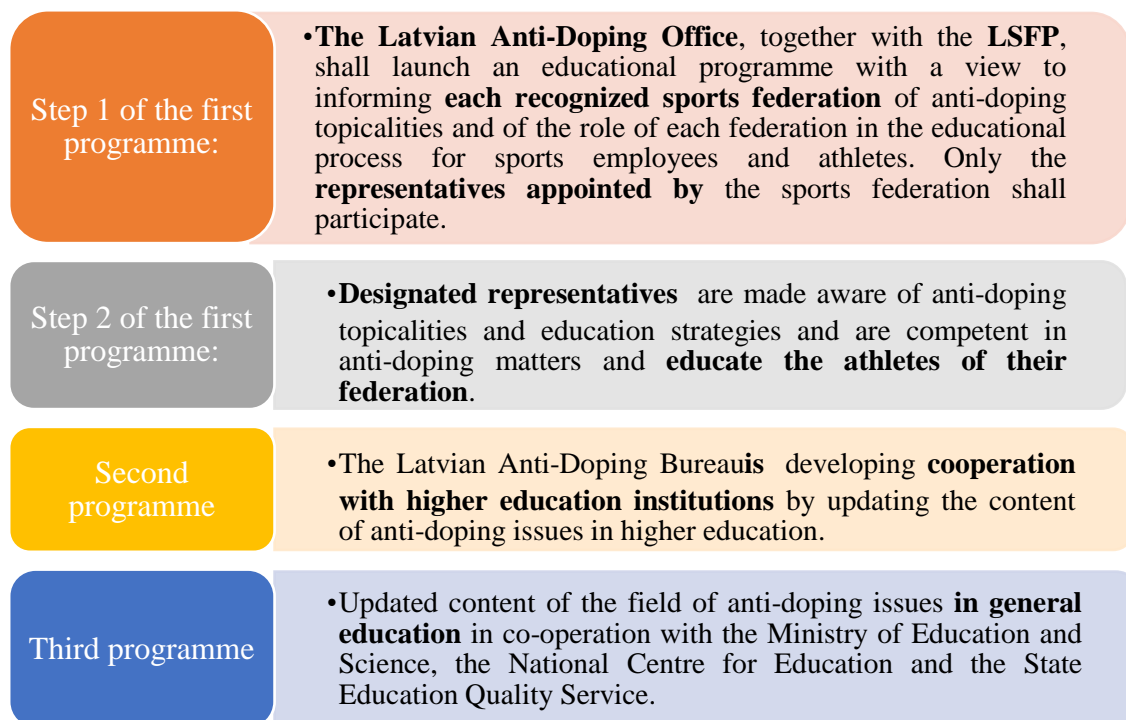 Step 1 of the first
programme:
•The Latvian Anti-Doping Office, together with the LSFP,
shall launch an educational programme with a view to
informing each recognized sports federation of anti-doping
topicalities and of the role of each federation in the educational
process for sports employees and athletes. Only the
representatives appointed by the sports federation shall
participate.
Step 2 of the first
programme:
•Designated representatives are made aware of anti-doping
topicalities and education strategies and are competent in
anti-doping matters and educate the athletes of their
federation.
Second
programme
•The Latvian Anti-Doping Bureauis developing cooperation
with higher education institutions by updating the content
of anti-doping issues in higher education.
Third programme
•Updated content of the field of anti-doping issues in general
education in co-operation with the Ministry of Education and
Science, the National Centre for Education and the State
Education Quality Service.